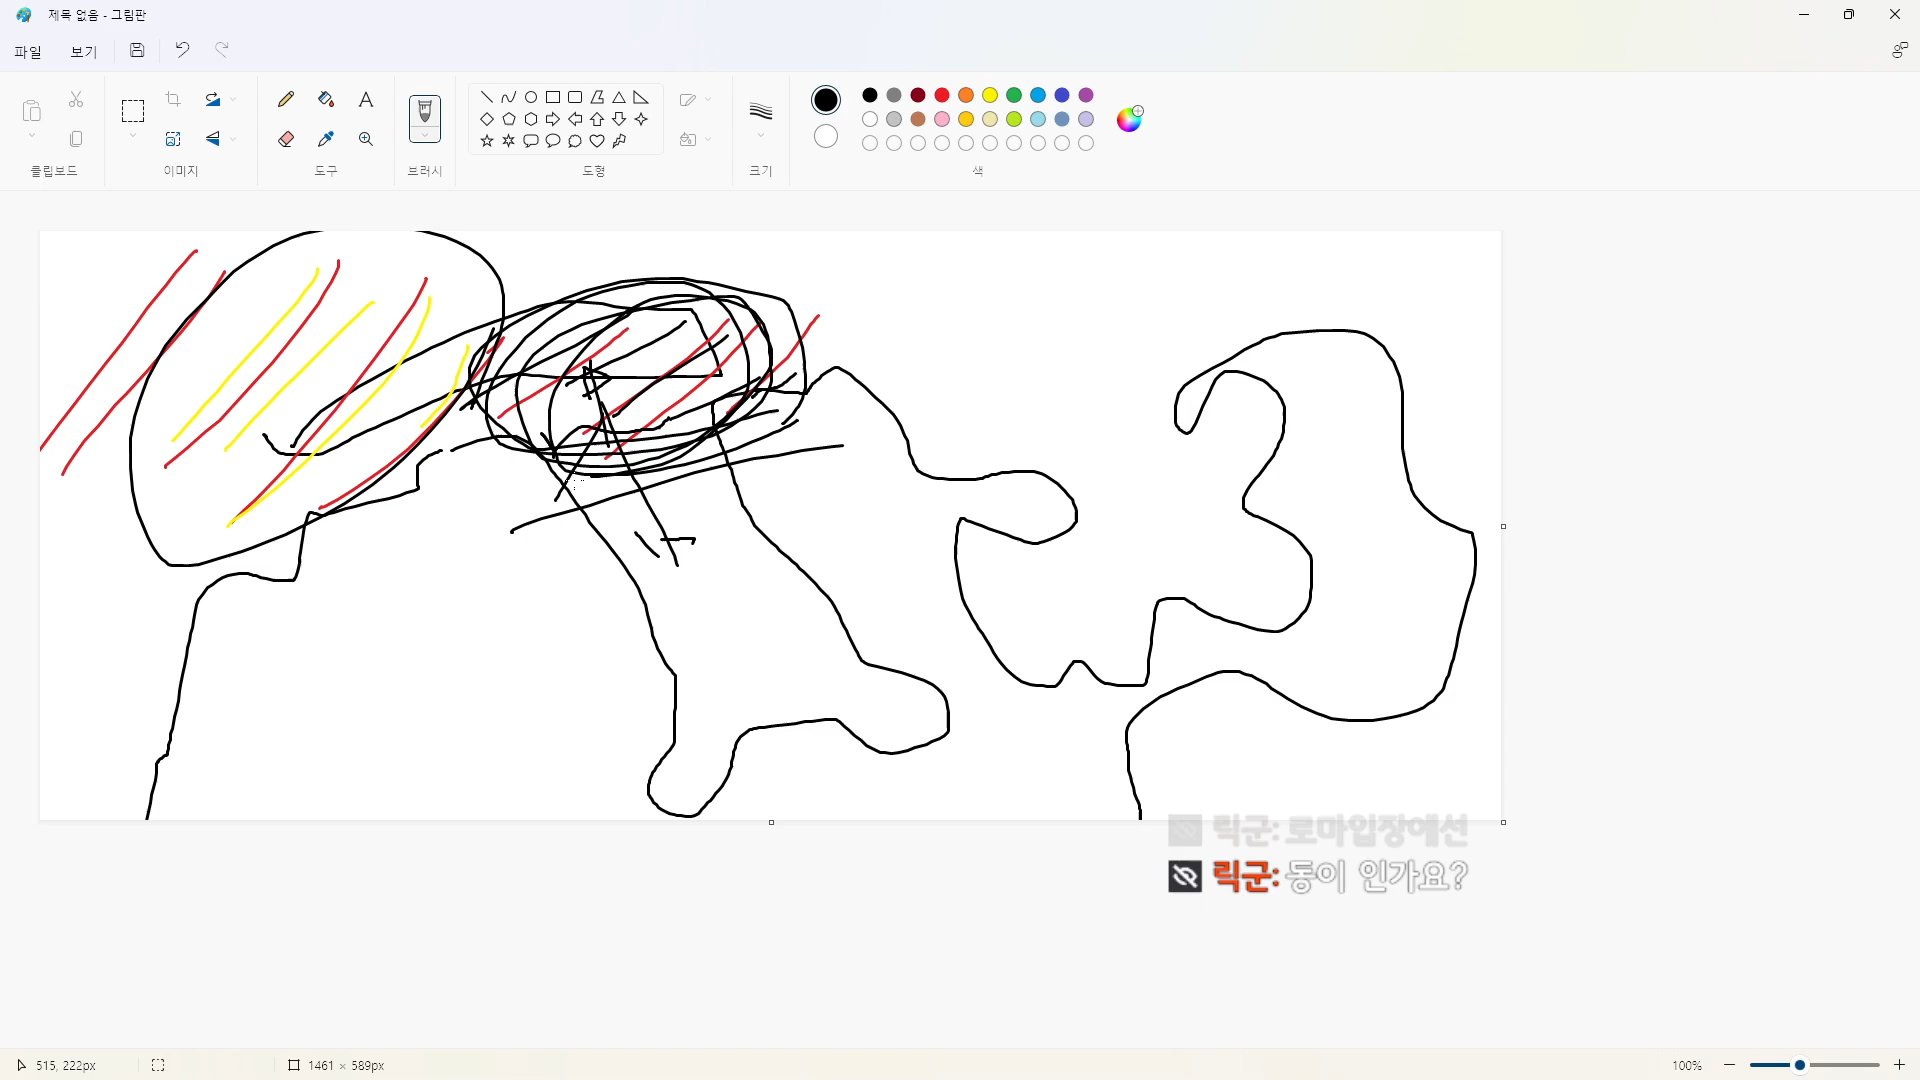 제목 없음 - 그림판
파일 보기
클립보드 이미지 도구 브러시 도형 크기 색
릭군: 로마입장에선
릭군: 동이 인가요?
515, 222px 1461 × 589px 100%